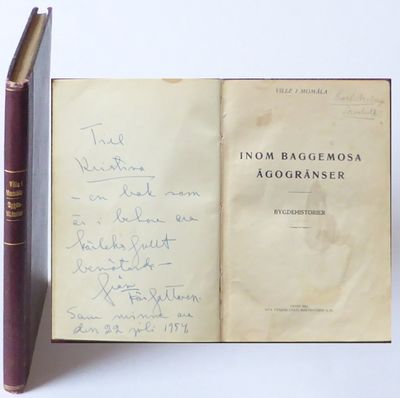 Ville i
Momåla
Bygde-
historier
Till
Kristina
- en bok som
är i behov av
kärleksfullt
bemötande -
från
Författaren.
Som minne av
den 22 juli 1954
VILLE I MOMÅLA
INOM BAGGEMOSA
ÄGOGRÄNSER
BYGDEHISTORIER